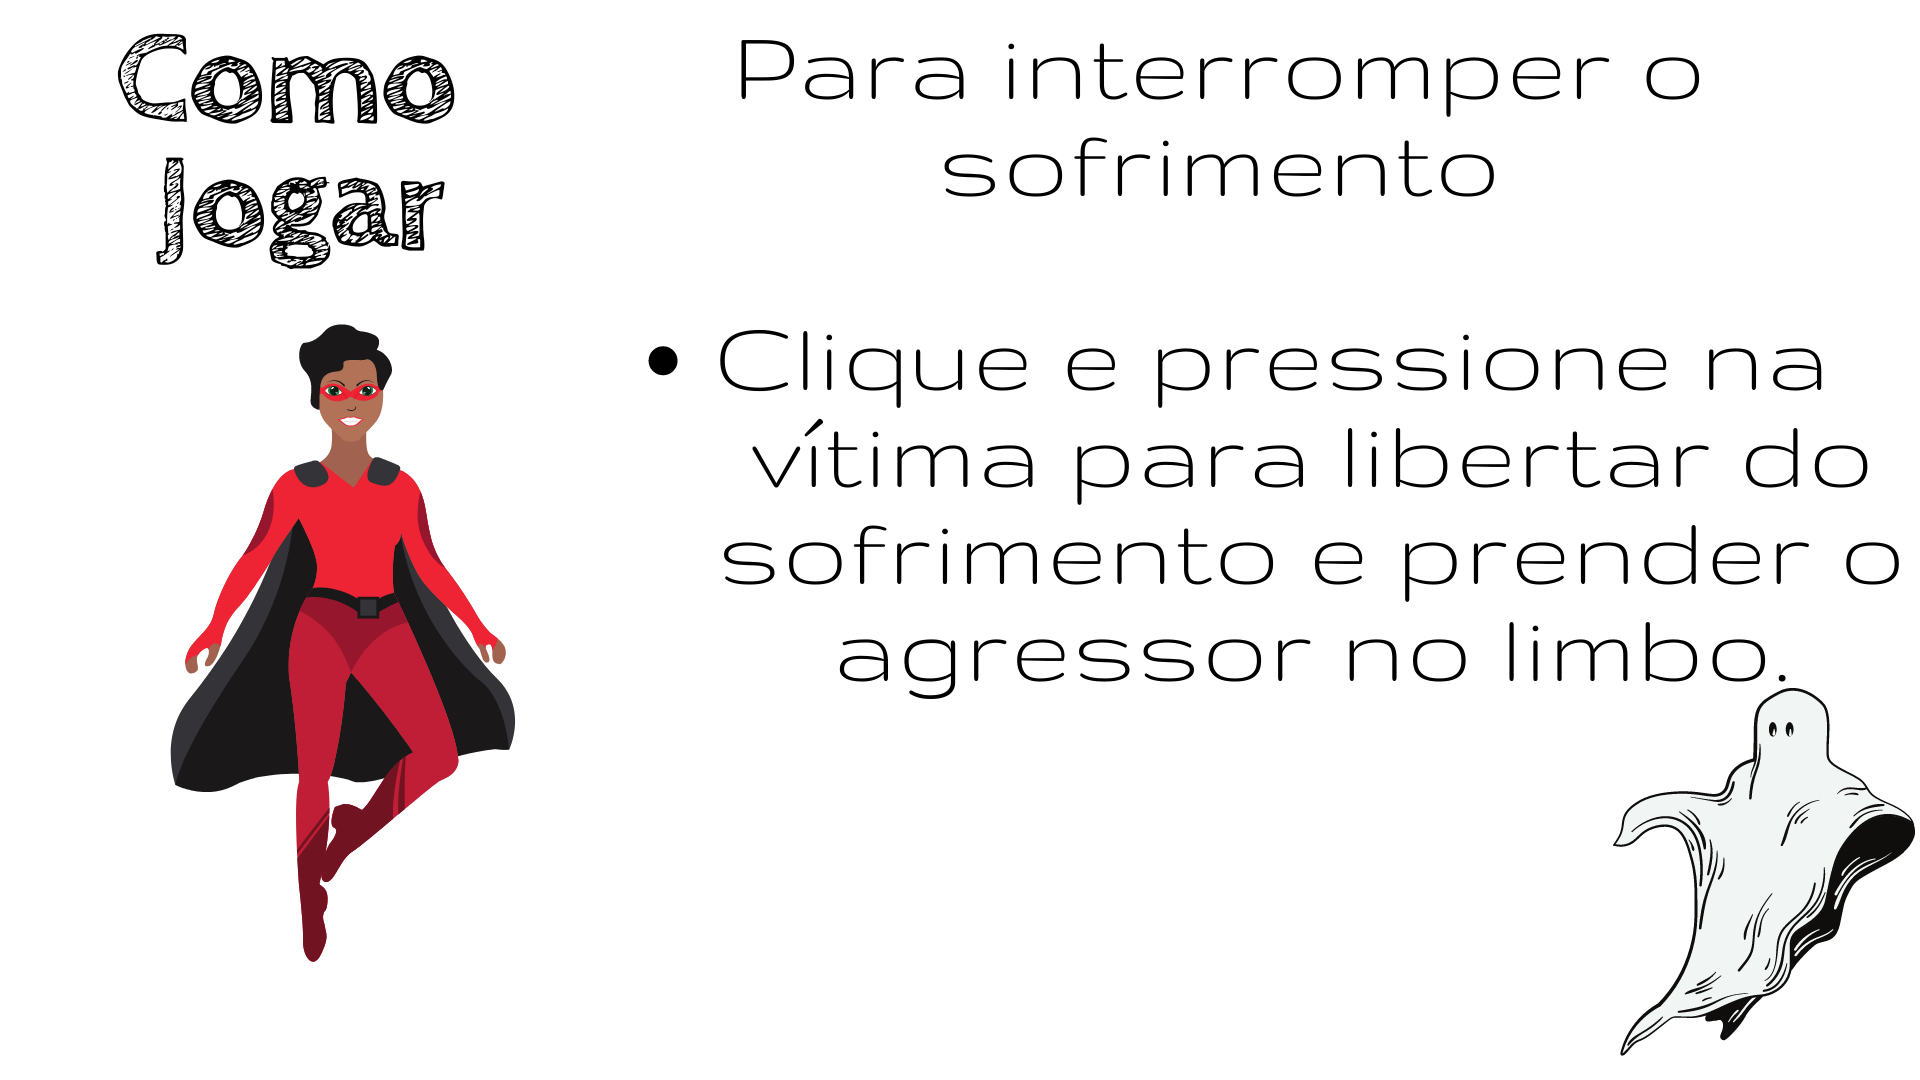 Como
Jogar
Para interromper o
sofrimento
• Clique e pressione na
vítima para libertar do
sofrimento e prender o
agressor no limbo.